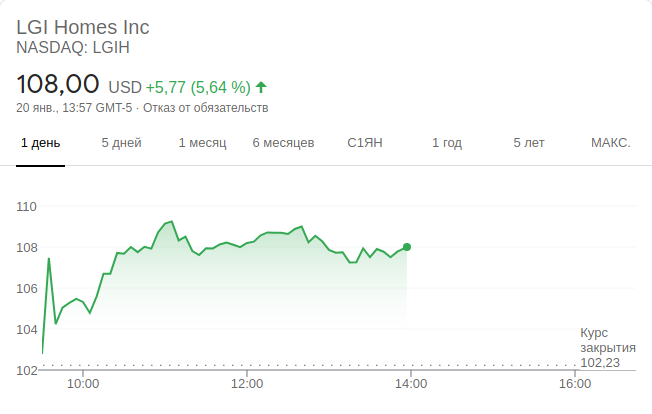 LGI Homes Inc
NASDAQ: LGIH
108,00 USD +5,77 (5,64 %)
20 янв., 13:57 GMT-5 · Отказ от обязательств
1 день 5 дней 1 месяц 6 месяцев С1ЯН 1 год 5 лет МАКС.
110
108
106
104
Курс
закрытия
102,23
102
10:00 12:00 14:00 16:00